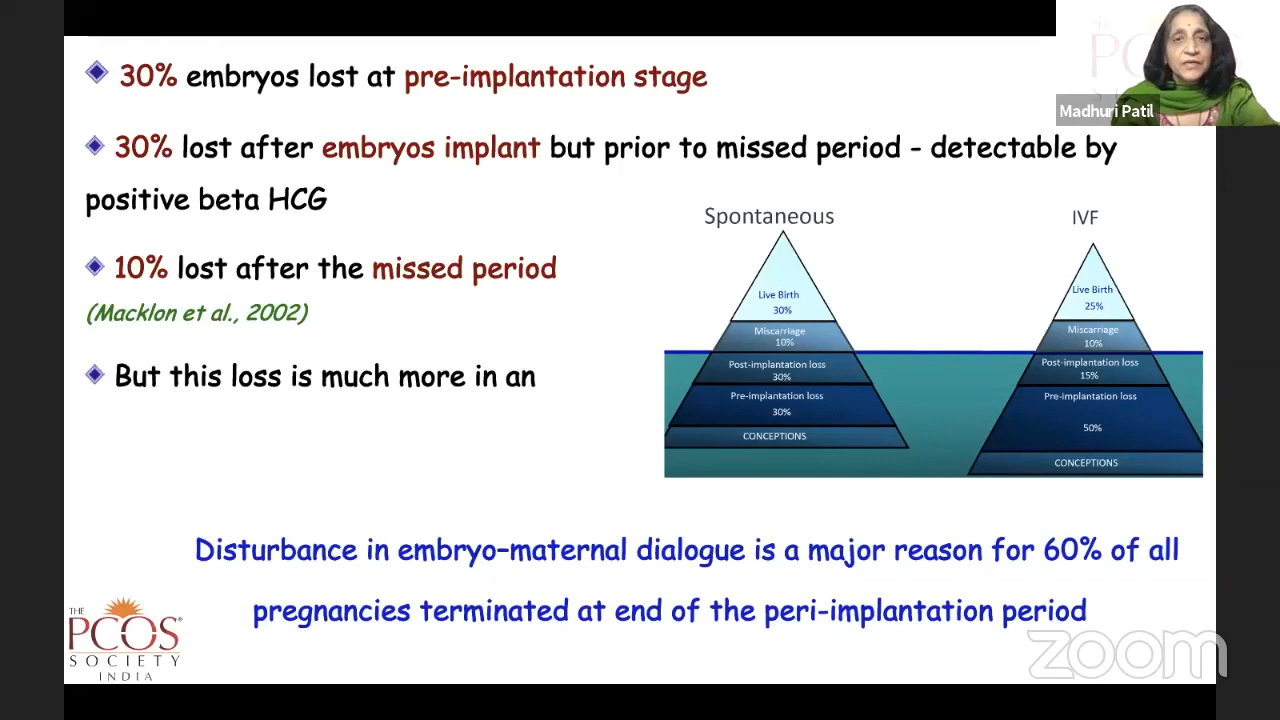 30% embryos lost at pre-implantation stage
Madhuri Patil
30% lost after embryos implant but prior to missed period - detectable by
positive beta HCG
10% lost after the missed period
(Macklon et al., 2002)
But this loss is much more in an
Spontaneous
Live Birth
30%
Miscarriage
10%
Post-implantation loss
30%
Pre-implantation loss
30%
CONCEPTIONS
IVF
Live Birth
25%
Miscarriage
10%
Post-implantation loss
15%
Pre-implantation loss
50%
CONCEPTIONS
Disturbance in embryo–maternal dialogue is a major reason for 60% of all
pregnancies terminated at end of the peri-implantation period
THE
PCOS
SOCIETY
INDIA
zoom